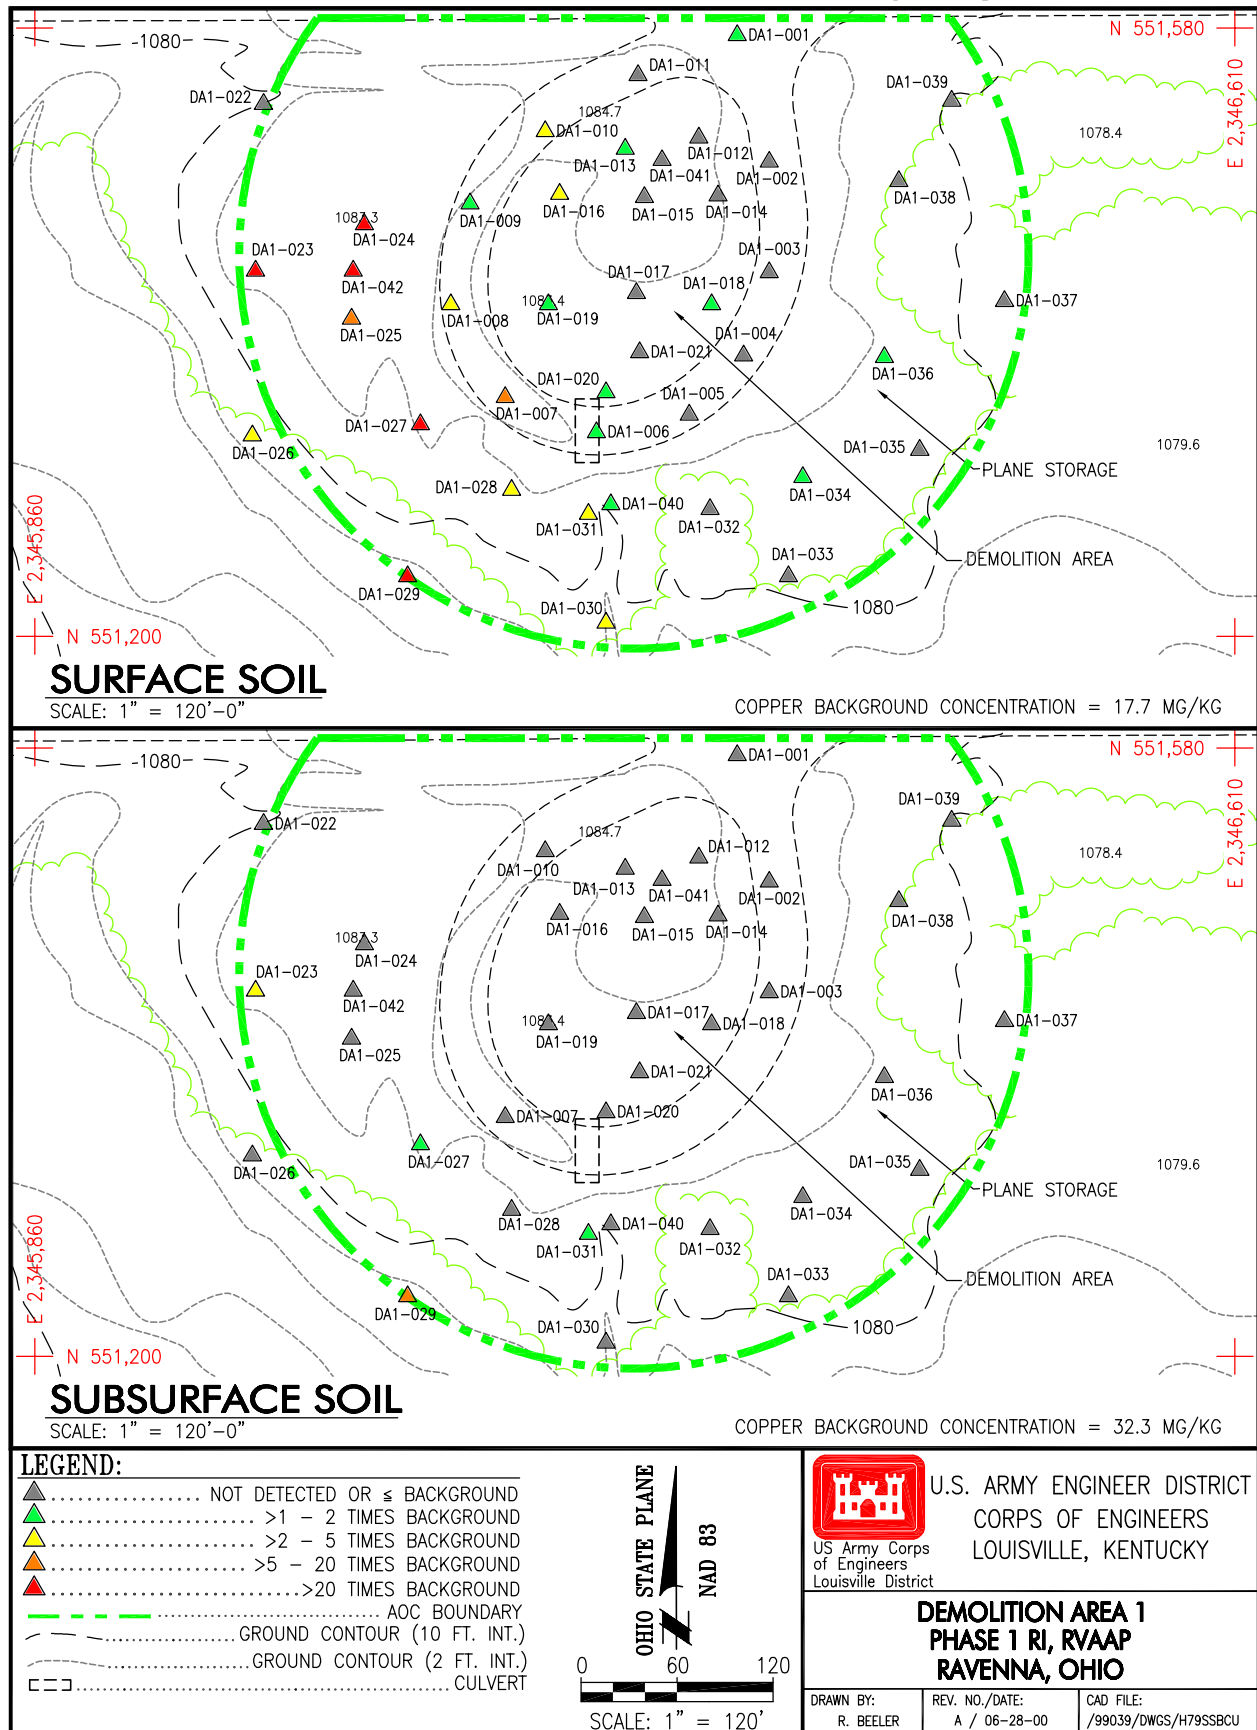 N 551,580
E 2,346,610
-1080-
DA1-001
DA1-011
DA1-039
DA1-022
1084.7
DA1-010
1078.4
DA1-013
DA1-012
DA1-041
DA1-002
DA1-016
DA1-015
DA1-014
DA1-038
DA1-009
DA1-024
DA1-023
DA1-003
DA1-042
DA1-017
DA1-018
DA1-037
DA1-008
DA1-019
DA1-025
DA1-004
DA1-021
DA1-036
DA1-020
DA1-007
DA1-005
DA1-027
DA1-006
DA1-026
DA1-035
1079.6
PLANE STORAGE
DA1-028
DA1-034
DA1-040
DA1-031
DA1-032
E 2,345,860
DEMOLITION AREA
DA1-033
DA1-029
1080
DA1-030
N 551,200
SURFACE SOIL
SCALE: 1" = 120'-0"
COPPER BACKGROUND CONCENTRATION = 17.7 MG/KG
N 551,580
E 2,346,610
-1080-
DA1-001
DA1-039
DA1-022
1084.7
DA1-012
1078.4
DA1-010
DA1-013
DA1-041
DA1-002
DA1-016
DA1-015
DA1-014
DA1-038
DA1-024
DA1-023
DA1-042
DA1-003
DA1-017
DA1-018
DA1-037
DA1-019
DA1-025
DA1-021
DA1-036
DA1-007
DA1-020
DA1-027
DA1-026
DA1-035
1079.6
PLANE STORAGE
DA1-028
DA1-034
DA1-040
DA1-031
DA1-032
E 2,345,860
DEMOLITION AREA
DA1-033
DA1-029
1080
DA1-030
N 551,200
SUBSURFACE SOIL
SCALE: 1" = 120'-0"
COPPER BACKGROUND CONCENTRATION = 32.3 MG/KG
LEGEND:
NOT DETECTED OR ≤ BACKGROUND
>1 - 2 TIMES BACKGROUND
>2 - 5 TIMES BACKGROUND
>5 - 20 TIMES BACKGROUND
>20 TIMES BACKGROUND
AOC BOUNDARY
GROUND CONTOUR (10 FT. INT.)
GROUND CONTOUR (2 FT. INT.)
CULVERT
OHIO STATE PLANE
NAD 83
0 60 120
SCALE: 1" = 120'
US Army Corps
of Engineers
Louisville District
U.S. ARMY ENGINEER DISTRICT
CORPS OF ENGINEERS
LOUISVILLE, KENTUCKY
DEMOLITION AREA 1
PHASE 1 RI, RVAAP
RAVENNA, OHIO
DRAWN BY:
R. BEELER
REV. NO./DATE:
A / 06-28-00
CAD FILE:
/99039/DWGS/H79SSBCU